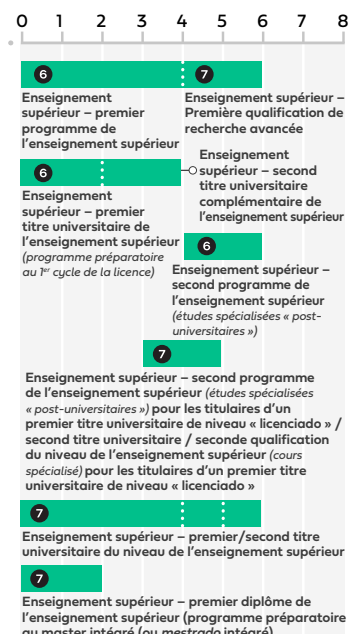 0 1 2 3 4 5 6 7 8
6 7
Enseignement
supérieur – premier
programme de
l'enseignement supérieur
Enseignement supérieur –
Première qualification de
recherche avancée
6
Enseignement
supérieur – second
titre universitaire
complémentaire de
l'enseignement supérieur
Enseignement
supérieur – premier
titre universitaire de
l'enseignement supérieur
(programme préparatoire
au 1er cycle de la licence)
6
Enseignement supérieur –
second programme de
l'enseignement supérieur
(études spécialisées « post-
universitaires »)
7
Enseignement supérieur – second programme
de l'enseignement supérieur (études spécialisées
« post-universitaires ») pour les titulaires d'un
premier titre universitaire de niveau « licenciado » /
second titre universitaire / seconde qualification
du niveau de l'enseignement supérieur (cours
spécialisé) pour les titulaires d'un premier titre
universitaire de niveau « licenciado »
7
Enseignement supérieur – premier/second titre
universitaire du niveau de l'enseignement supérieur
7
Enseignement supérieur – premier diplôme de
l'enseignement supérieur (programme préparatoire
au master intégré (ou mestrado intégré)